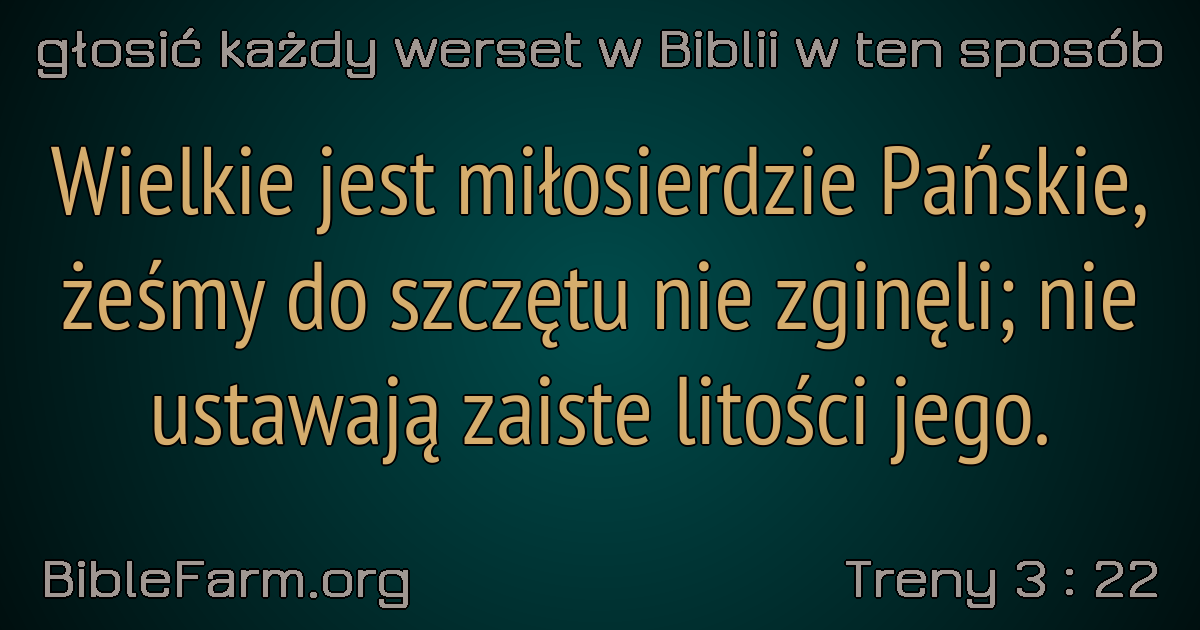 głosić każdy werset w Biblii w ten sposób
Wielkie jest miłosierdzie Pańskie,
żeśmy do szczętu nie zginęli; nie
ustawają zaiste litości jego.
BibleFarm.org
Treny 3 : 22